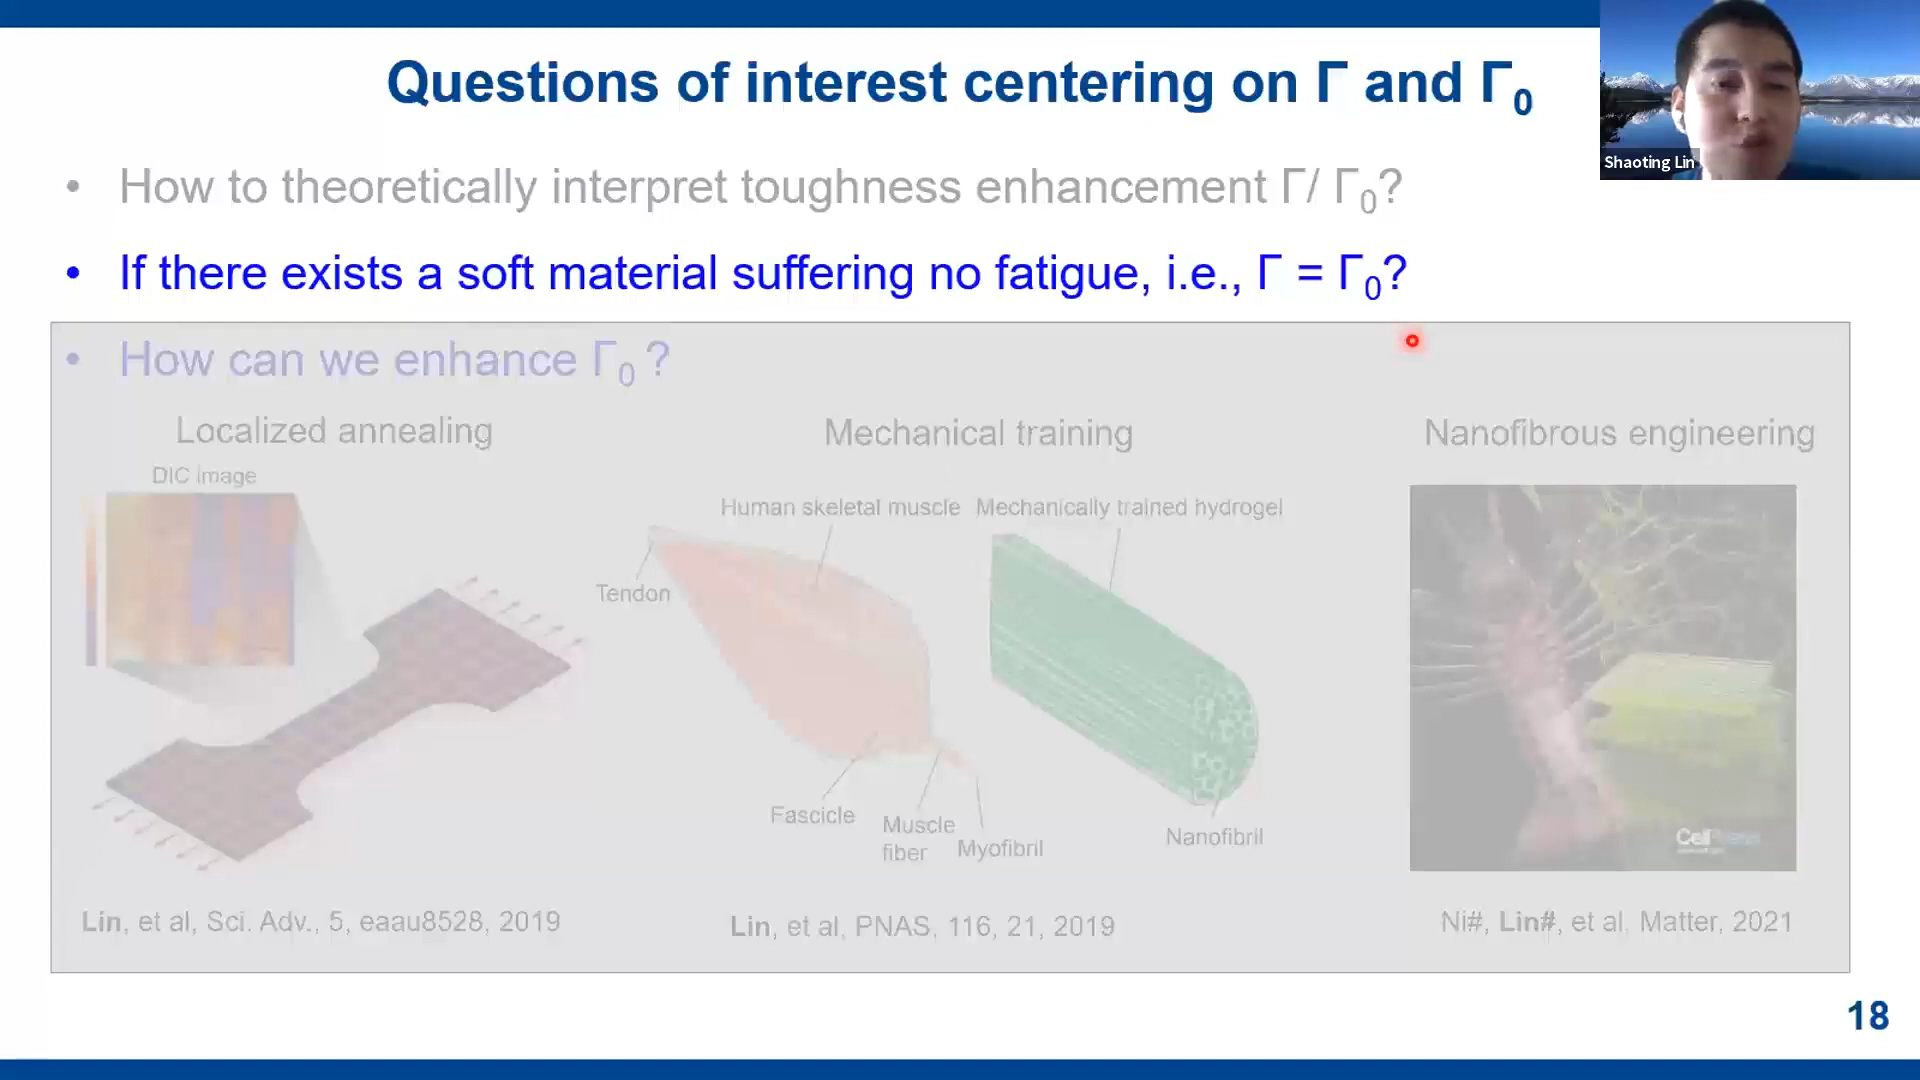 Questions of interest centering on Γ and Γ₀
Shaoting Lin
• How to theoretically interpret toughness enhancement Γ/ Γ₀?
• If there exists a soft material suffering no fatigue, i.e., Γ = Γ₀?
• How can we enhance Γ₀ ?
Localized annealing
DIC image
Mechanical training
Human skeletal muscle
Mechanically trained hydrogel
Tendon
Fascicle
Muscle
fiber
Myofibril
Nanofibril
Nanofibrous engineering
Lin, et al, Sci. Adv., 5, eaau8528, 2019
Lin, et al, PNAS, 116, 21, 2019
Ni#, Lin#, et al, Matter, 2021
18